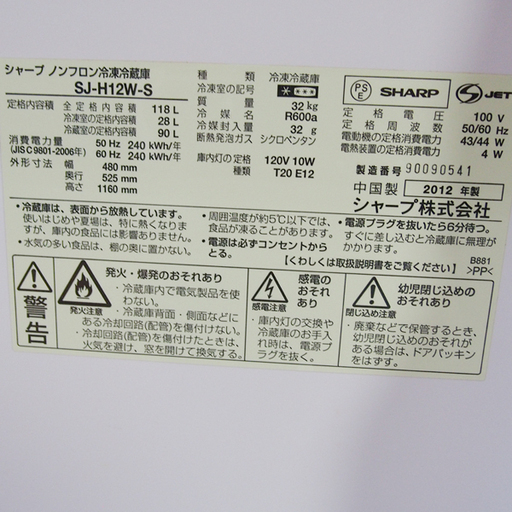 シャープ ノンフロン冷凍冷蔵庫
SJ-H12W-S
定格内容積 全定格内容積 118 L
冷凍室の定格内容積 28 L
冷蔵室の定格内容積 90 L
消費電力量 50 Hz 240 kWh/年
(JIS C 9801-2006年) 60 Hz 240 kWh/年
外形寸法 幅 480 mm
奥行 525 mm
高さ 1160 mm
種類 冷凍冷蔵庫
冷凍室の記号
質量 32 kg
冷媒 R600a
冷媒封入量 32 g
断熱発泡ガス シクロペンタン
庫内灯の定格 120V 10W
種類 T20 E12
PS
E
SHARP
JET
定格電圧 100 V
定格周波数 50/60 Hz
電動機の定格消費電力 43/44 W
電熱装置の定格消費電力 4 W
製造番号 90090541
中国製 2012 年製
シャープ株式会社
• 冷蔵庫は、表面から放熱しています。
使いはじめや夏場は、特に熱くなり
ますが、庫内の食品には影響ありません。
• 水気の多い食品は、棚の奥に置かない。
• 周囲温度が約5℃以下では、
食品が凍ることがあります。
• 電源は必ずコンセントから
とる。
• 電源プラグを抜いたら6分待つ。
すぐに差込むと冷蔵庫に無理が
かかります。
【くわしくは取扱説明書をご覧ください】
B881
>PP<
警告
発火注意
発火・爆発のおそれあり
・冷蔵庫内で電気製品を使
わない。
・冷蔵庫背面・側面などに
ある冷却回路(配管)を傷付けない。
・冷却回路(配管)を傷付けたときは、
火気を避け、窓を開けて換気する。
感電注意
感電の
おそれあり
・庫内灯の交換や
冷蔵庫のお手入
れ時は、電源プ
ラグを抜く。
閉じ込め注意
幼児閉じ込めの
おそれあり
・廃棄などで保管するとき、
幼児閉じ込めのおそれが
ある場合は、ドアパッキン
をはずす。